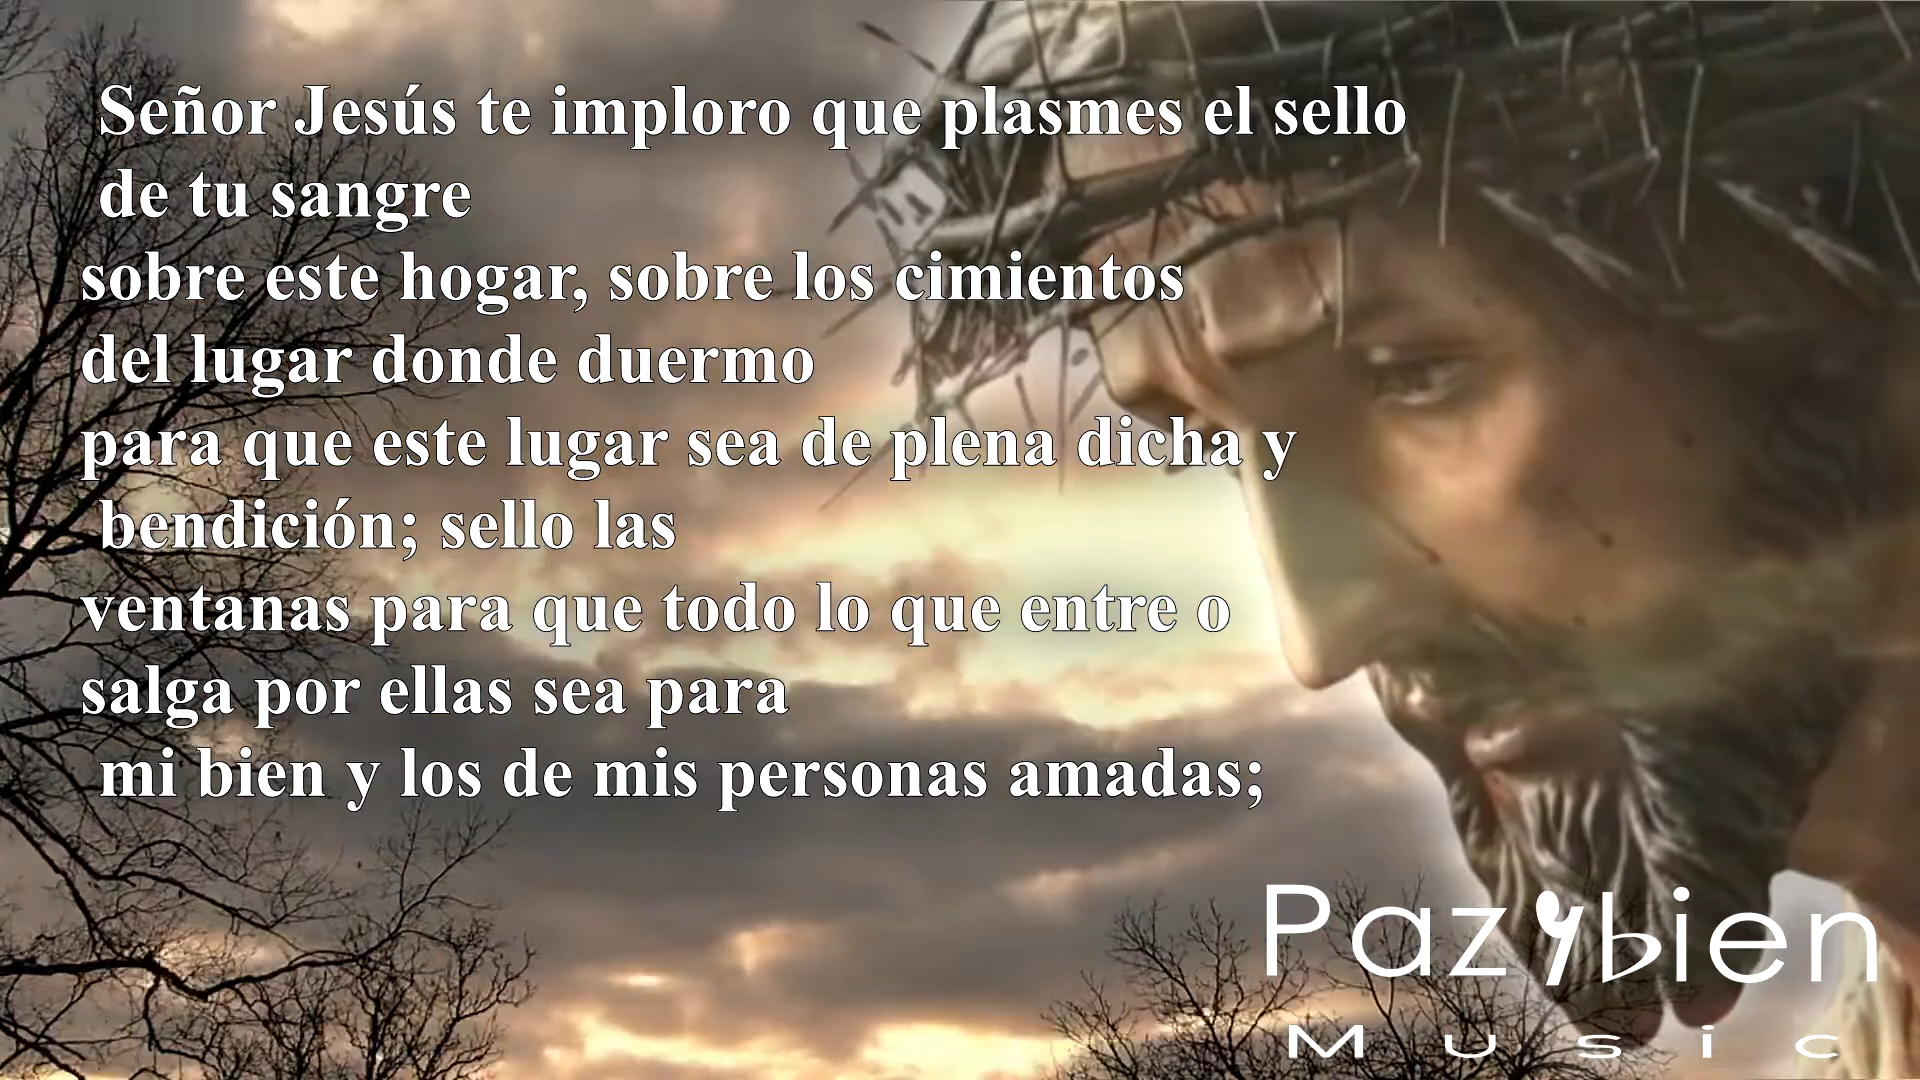 Señor Jesús te imploro que plasmes el sello
de tu sangre
sobre este hogar, sobre los cimientos
del lugar donde duermo
para que este lugar sea de plena dicha y
bendición; sello las
ventanas para que todo lo que entre o
salga por ellas sea para
mi bien y los de mis personas amadas;
Pazybien
Music